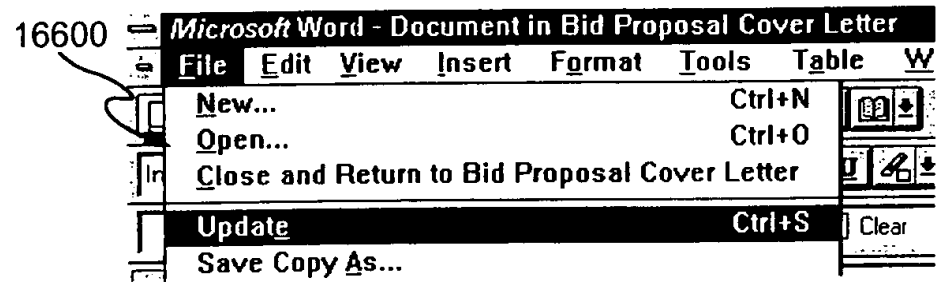 16600
Microsoft Word - Document in Bid Proposal Cover Letter
File Edit View Insert Format Tools Table W
New... Ctrl+N
Open... Ctrl+O
In
Close and Return to Bid Proposal Cover Letter
U
Update Ctrl+S
Clear
Save Copy As...